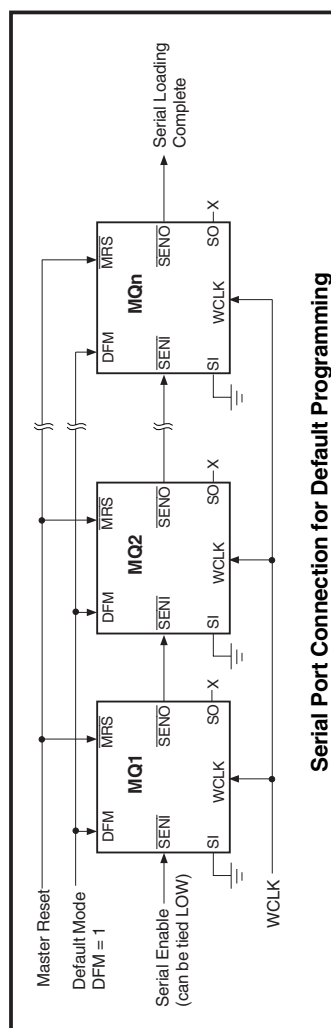 Master Reset
Default Mode
DFM = 1
DFM
MRS
DFM
MRS
DFM
MRS
MQ1
MQ2
MQn
Serial Enable
(can be tied LOW)
SENI
SENO
SENI
SENO
SENI
SENO
Serial Loading
Complete
SI
WCLK
SO
X
SI
WCLK
SO
X
SI
WCLK
SO
X
WCLK
Serial Port Connection for Default Programming